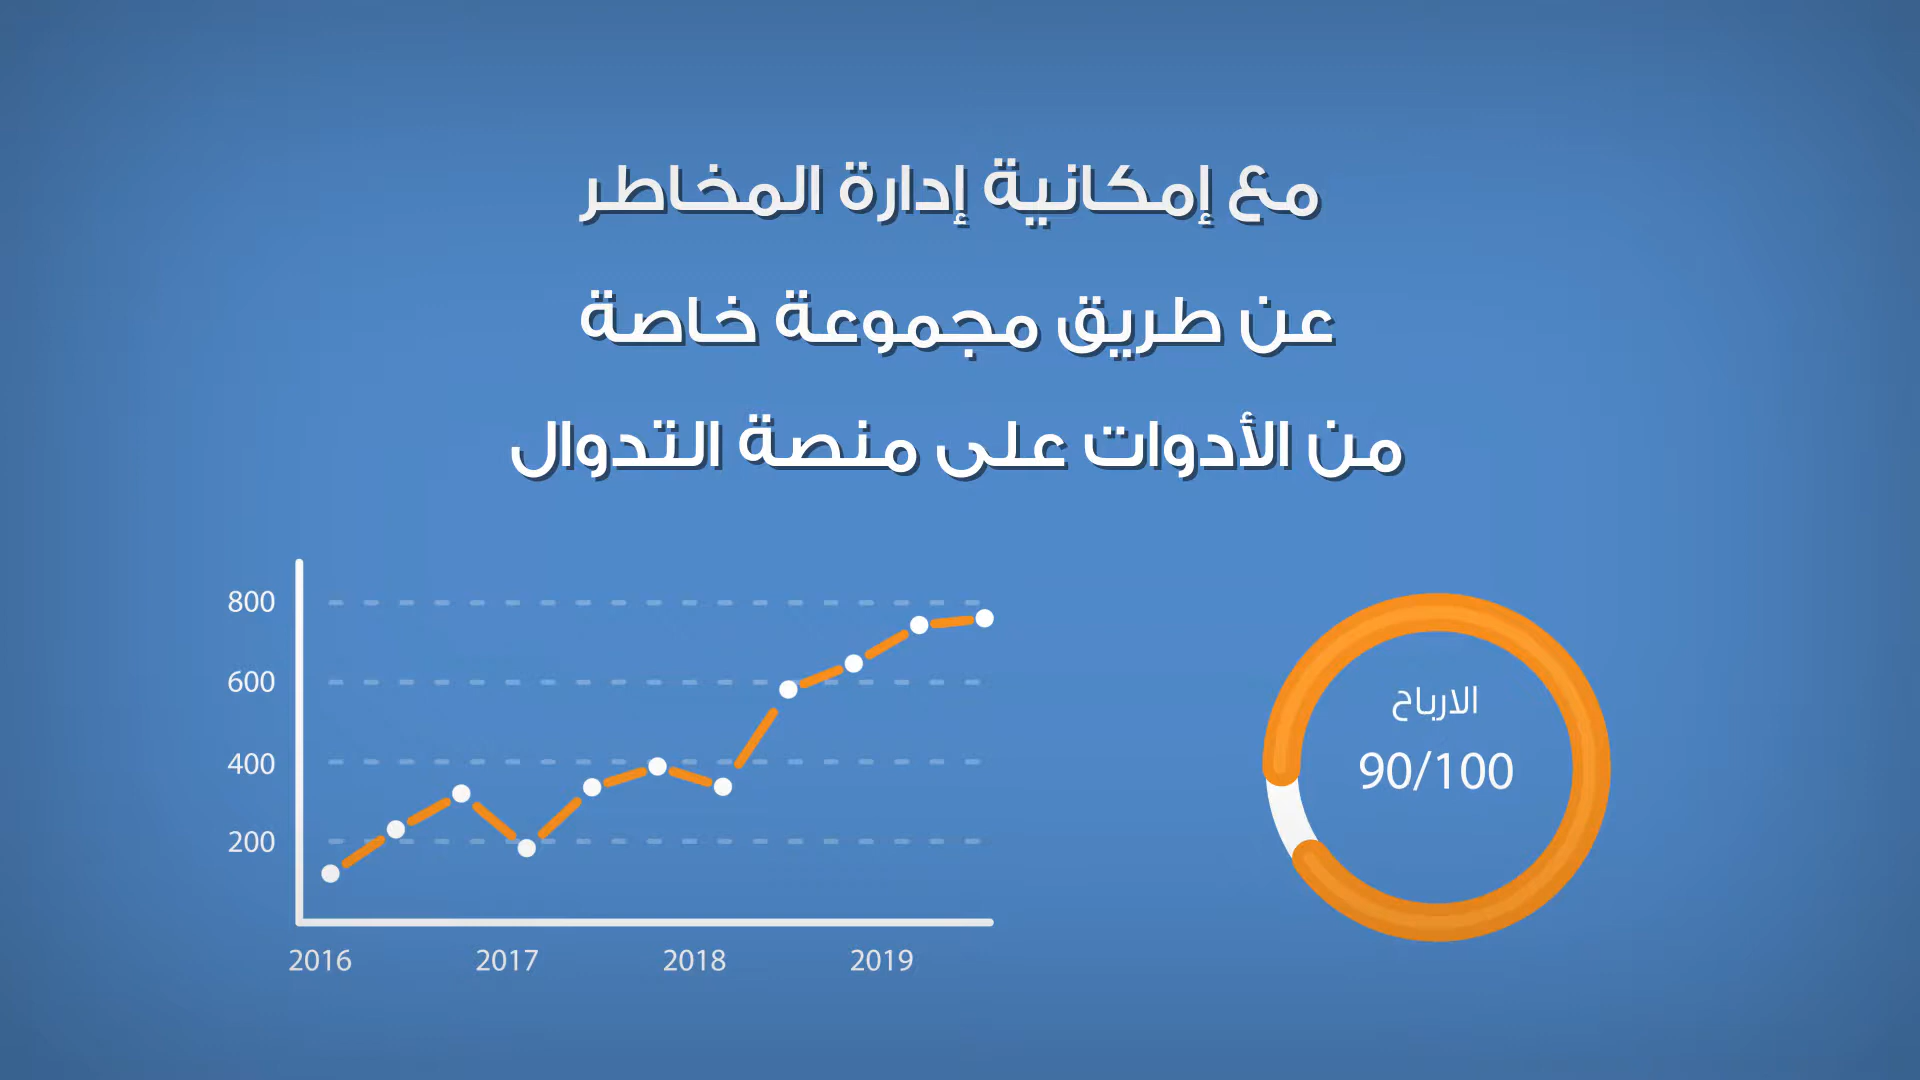 مع إمكانية إدارة المخاطر
عن طريق مجموعة خاصة
من الأدوات على منصة التدوال
800
600
400
200
2016 2017 2018 2019
الارباح
90/100